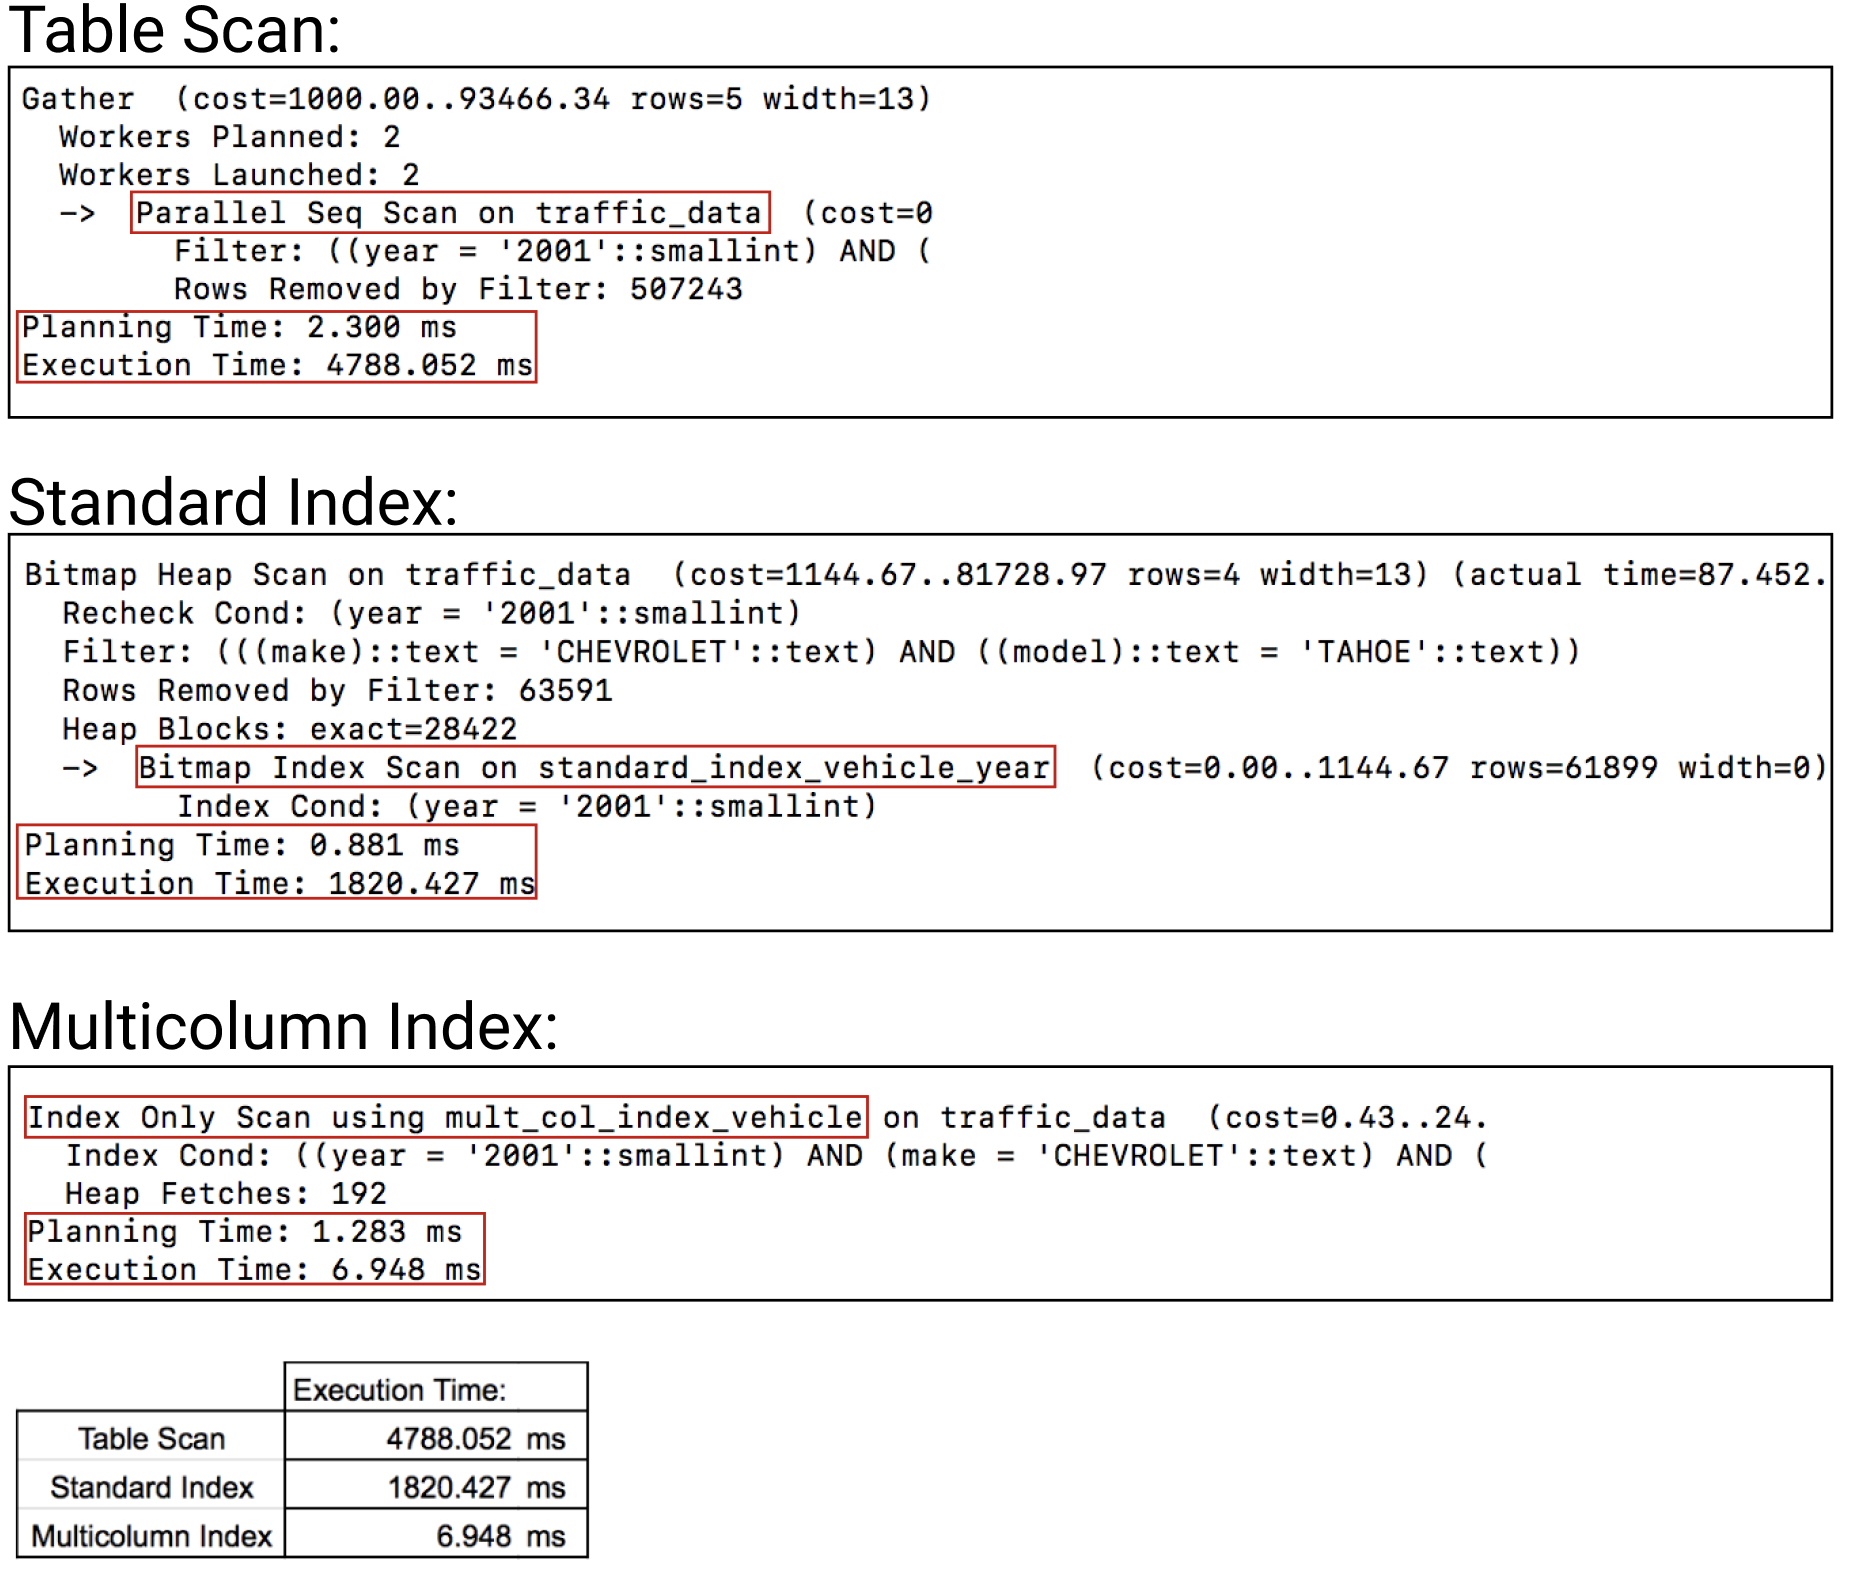 Table Scan:
Gather  (cost=1000.00..93466.34 rows=5 width=13)
  Workers Planned: 2
  Workers Launched: 2
  ->  Parallel Seq Scan on traffic_data  (cost=0
        Filter: ((year = '2001'::smallint) AND (
        Rows Removed by Filter: 507243
Planning Time: 2.300 ms
Execution Time: 4788.052 ms
Standard Index:
Bitmap Heap Scan on traffic_data  (cost=1144.67..81728.97 rows=4 width=13) (actual time=87.452.
  Recheck Cond: (year = '2001'::smallint)
  Filter: (((make)::text = 'CHEVROLET'::text) AND ((model)::text = 'TAHOE'::text))
  Rows Removed by Filter: 63591
  Heap Blocks: exact=28422
  ->  Bitmap Index Scan on standard_index_vehicle_year  (cost=0.00..1144.67 rows=61899 width=0)
        Index Cond: (year = '2001'::smallint)
Planning Time: 0.881 ms
Execution Time: 1820.427 ms
Multicolumn Index:
Index Only Scan using mult_col_index_vehicle on traffic_data  (cost=0.43..24.
  Index Cond: ((year = '2001'::smallint) AND (make = 'CHEVROLET'::text) AND (
  Heap Fetches: 192
Planning Time: 1.283 ms
Execution Time: 6.948 ms
Execution Time:
Table Scan 4788.052 ms
Standard Index 1820.427 ms
Multicolumn Index 6.948 ms